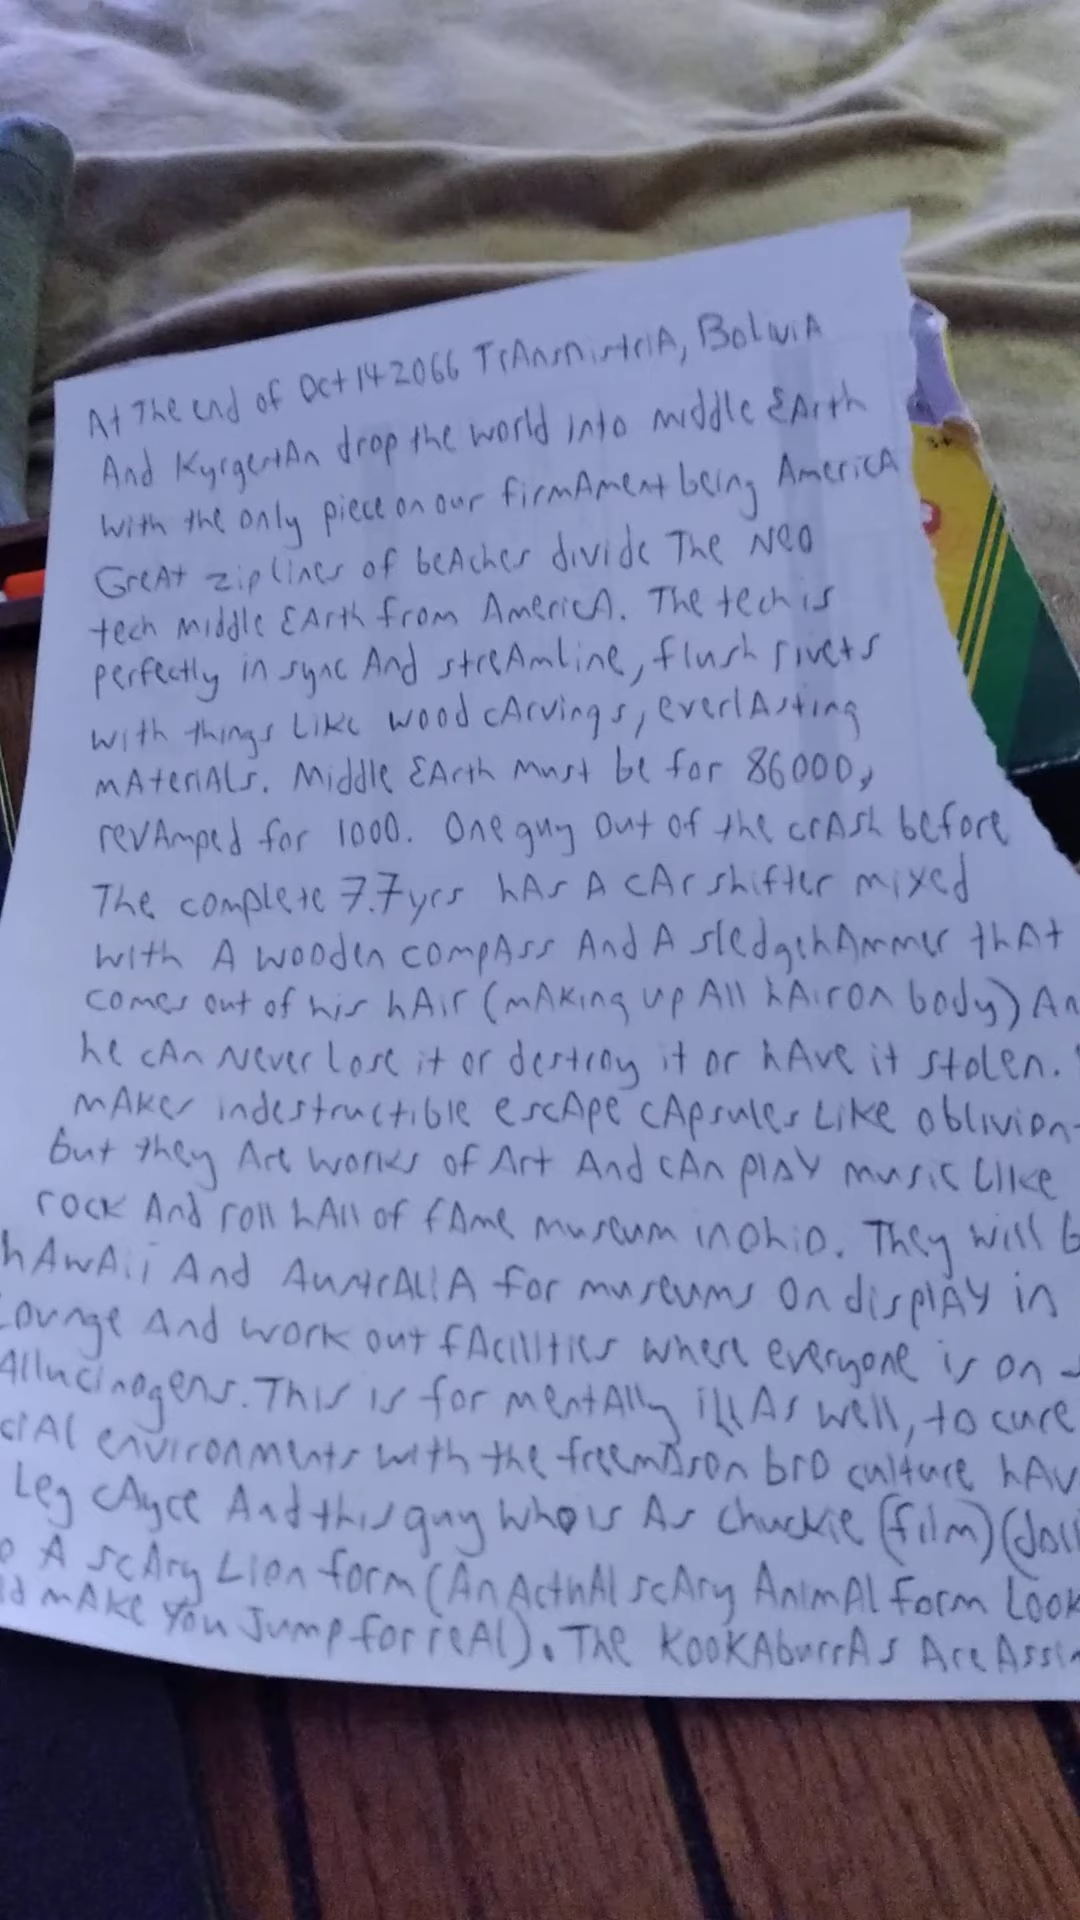 At The end of Oct 14 2066 TrAnsnistriA, BoliviA
And KyrgestAn drop the world into middle EArth
with the only piece on our firmAment being AmericA
GreAt ziplines of beAches divide The Neo
tech middle EArth from AmericA. The tech is
perfectly in sync And streAmline, flush rivets
with things Like wood cArvings, everlAsting
mAteriAls. Middle EArth must be for 86000,
revAmped for 1000. One guy out of the crAsh before
The complete 7.7yrs hAs A cAr shifter mixed
with A wooden compAss And A sledgehAmmer thAt
comes out of his hAir (mAking up All hAir on body)
he cAn Never Lose it or destroy it or hAve it stolen.
mAkes indestructible escApe cApsules Like oblivion
but they Are works of Art And cAn plAy music Like
rock And roll hAll of fAme museum in Ohio. They will
hAwAii And AustrAliA for museums on displAy in
Lounge And work out fAcilities where everyone is on
Allucinogens. This is for mentAlly ill As well, to cure
ciAl environments with the freemAson bro culture
Leg cAyce And this guy who is As Chuckie (film)
A scAry Lion form (An ActuAl scAry AnimAl form
mAke you Jump for reAl). The KookAburrAs Are